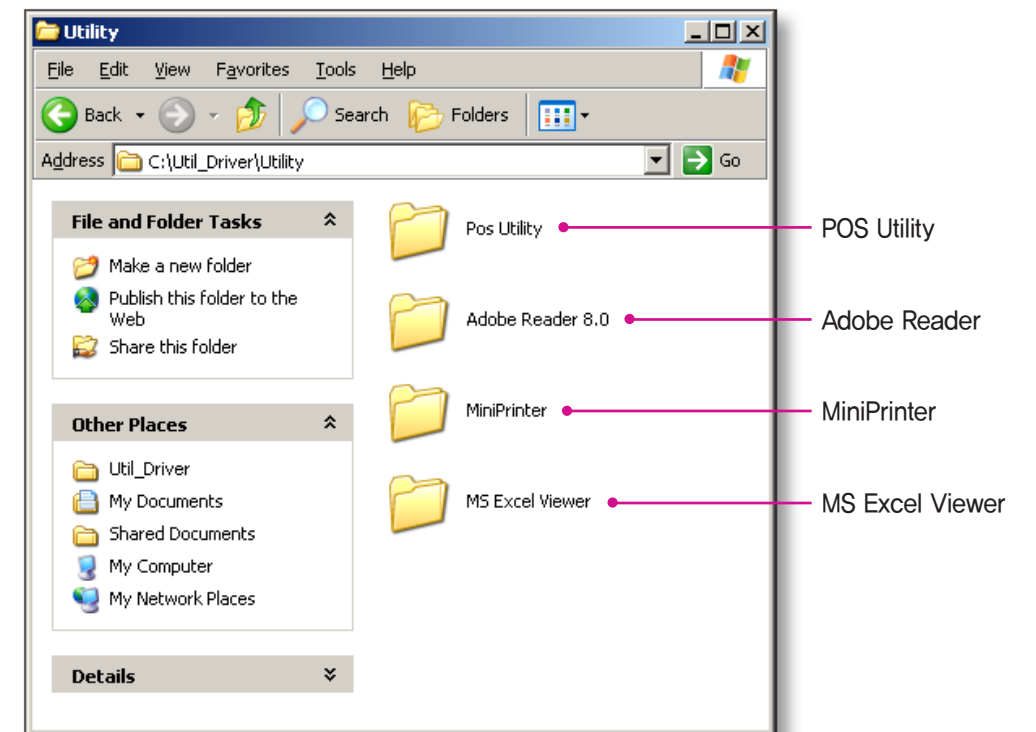 Utility
File Edit View Favorites Tools Help
Back Search Folders
Address C:\Util_Driver\Utility Go
File and Folder Tasks
Make a new folder
Publish this folder to the
Web
Share this folder
Other Places
Util_Driver
My Documents
Shared Documents
My Computer
My Network Places
Details
Pos Utility POS Utility
Adobe Reader 8.0 Adobe Reader
MiniPrinter MiniPrinter
MS Excel Viewer MS Excel Viewer